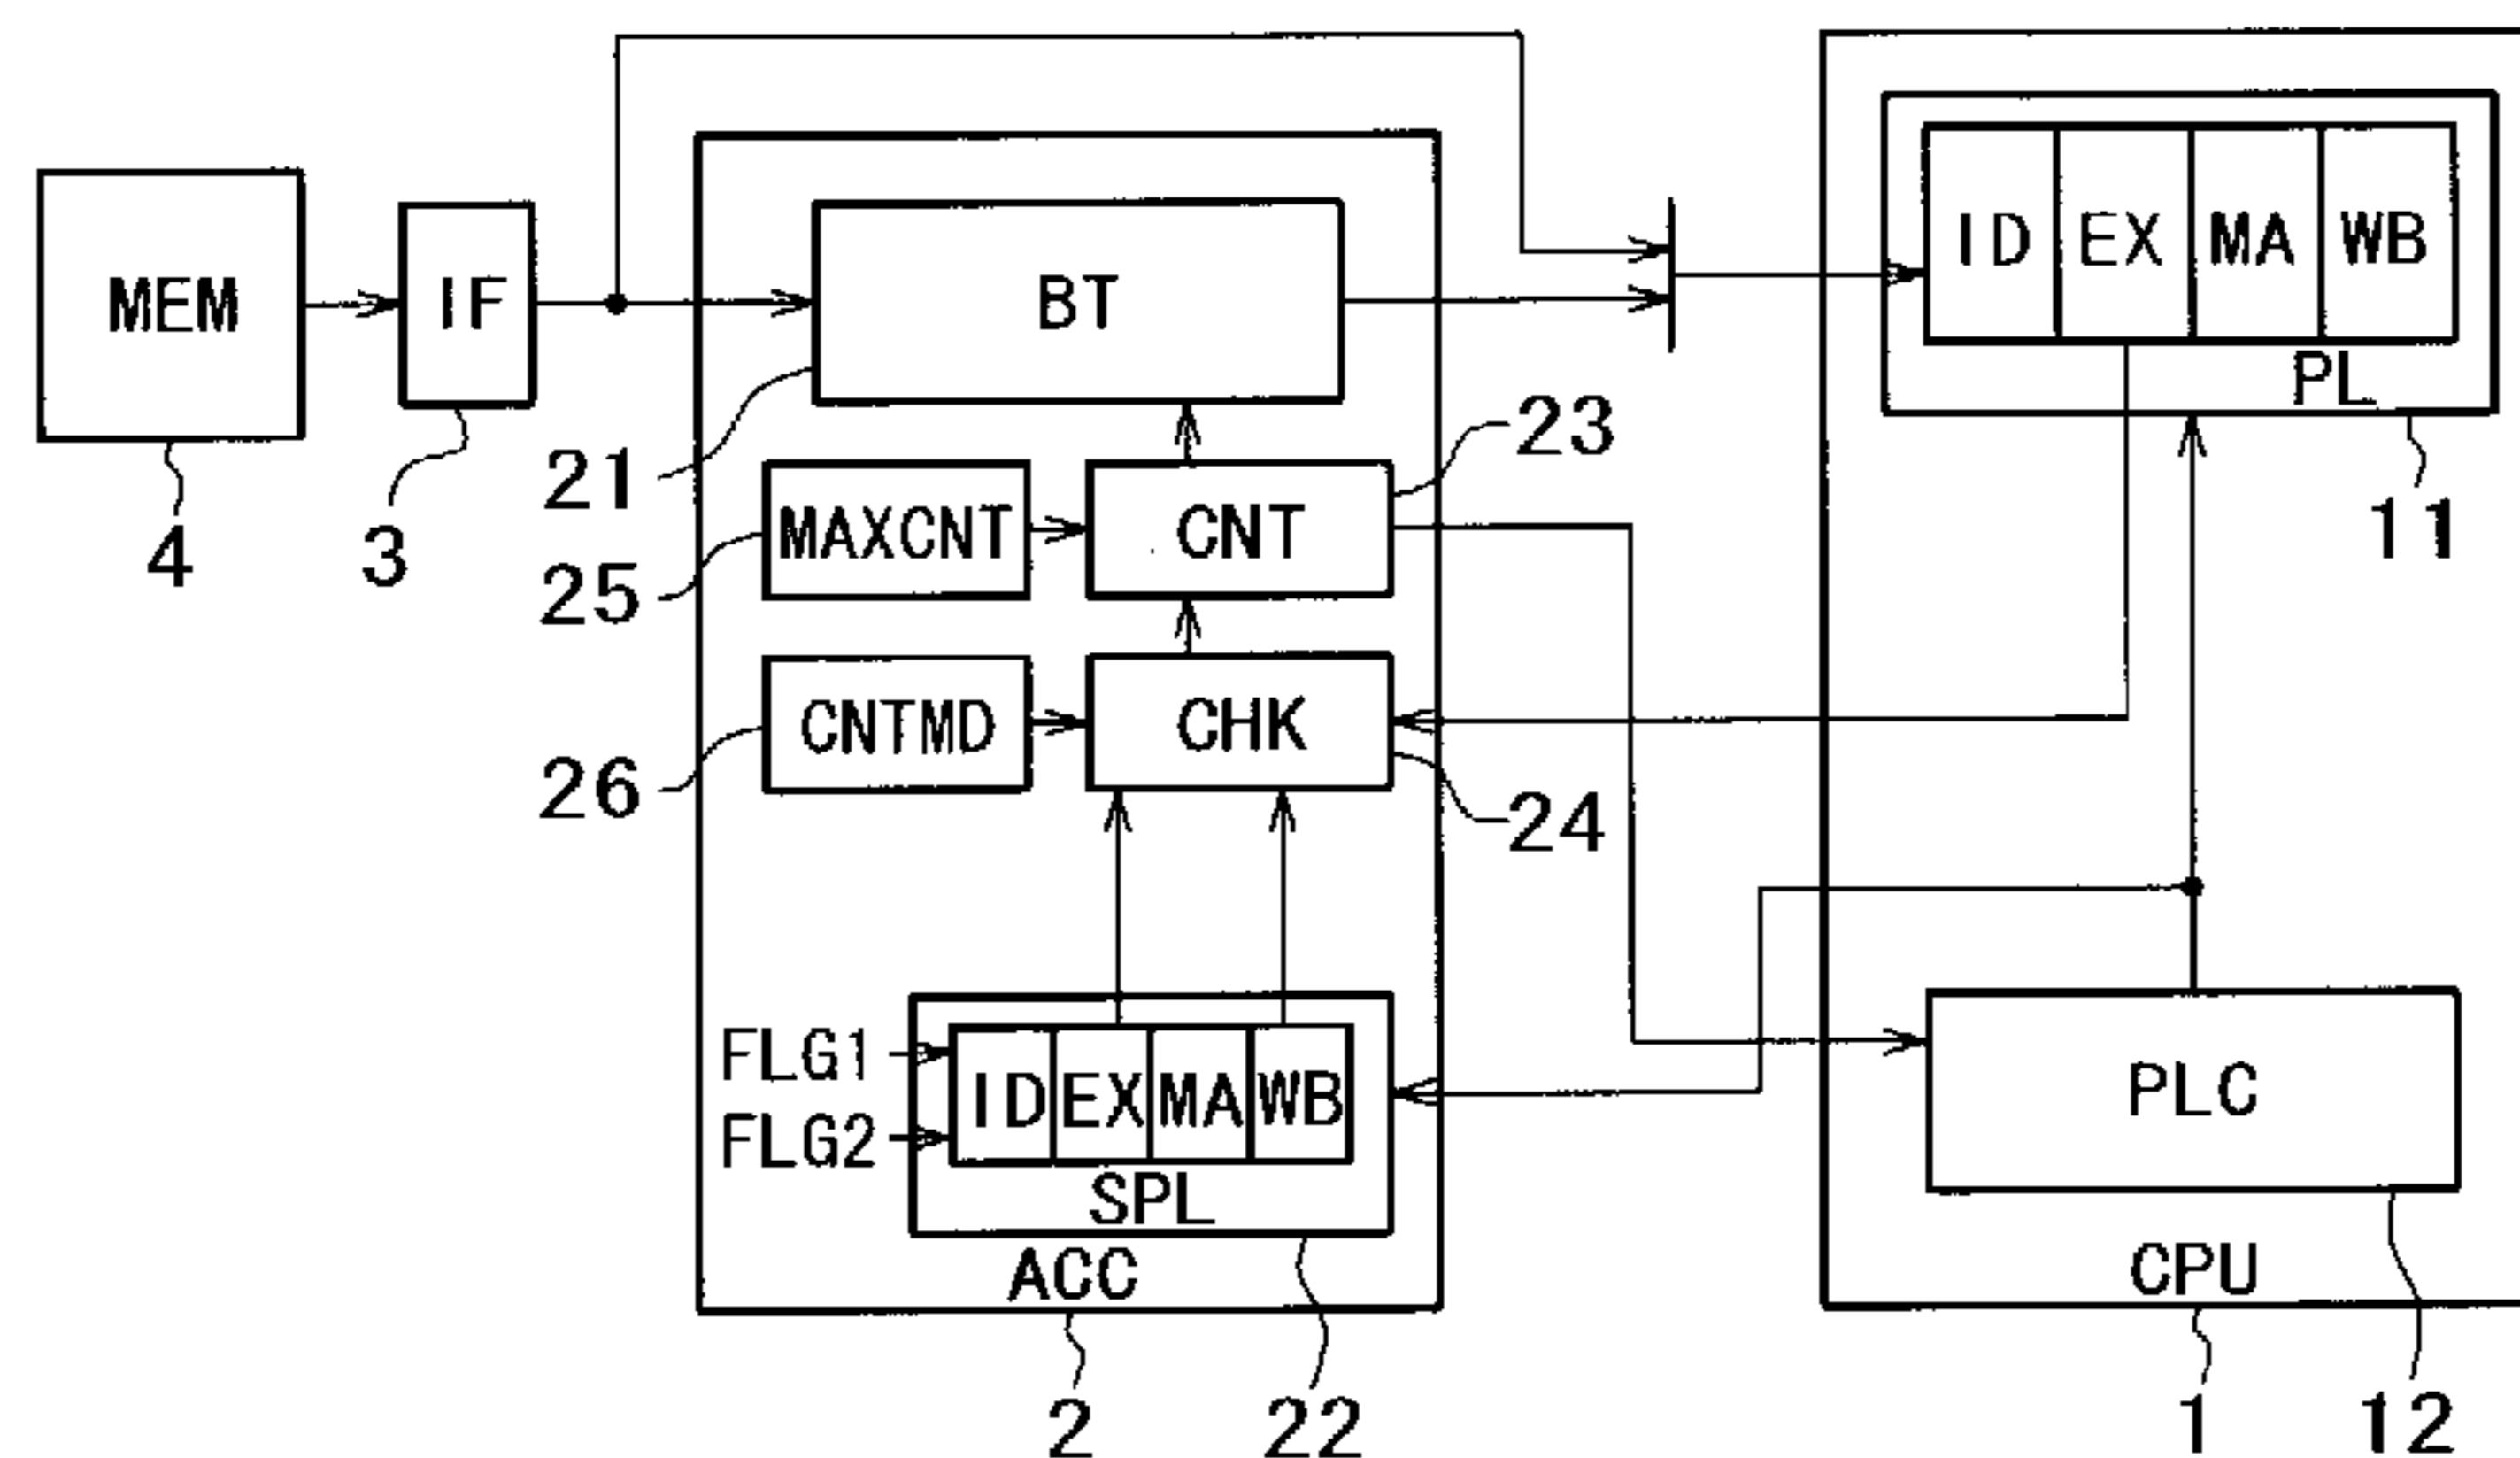 MEM
4
IF
3
BT
21
MAXCNT
25
CNT
23
CNTMD
26
CHK
24
FLG1
FLG2
ID EX MA WB
SPL
22
ACC
2
ID EX MA WB
PL
11
PLC
12
CPU
1